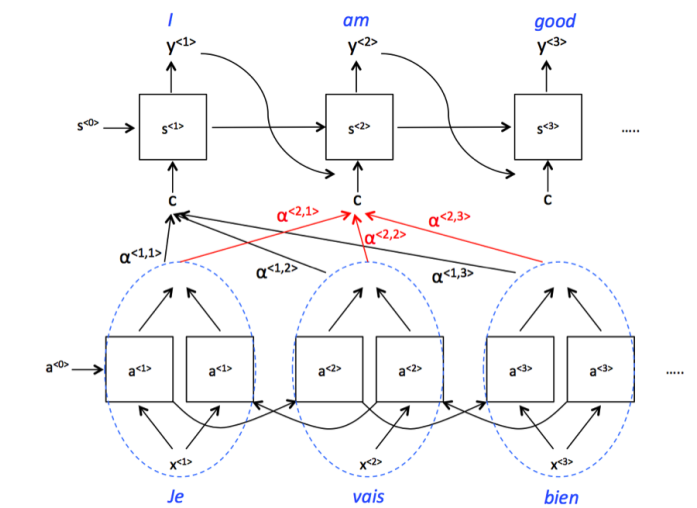 I am good
y<1> y<2> y<3>
s<0> s<1> s<2> s<3> .....
c c c
α<2,1> α<2,3>
α<2,2>
α<1,1> α<1,2> α<1,3>
a<0> a<1> a<1> a<2> a<2> a<3> a<3> .....
x<1> x<2> x<3>
Je vais bien